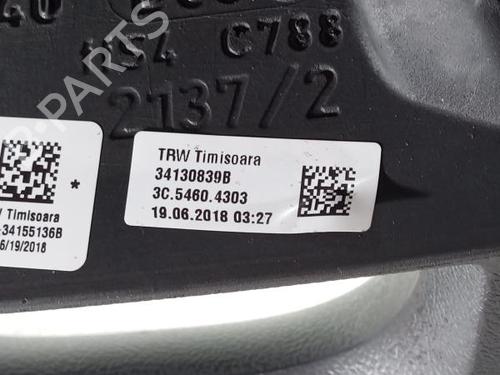 HS4 C788
2137/2
TRW Timisoara
34130839B
3C.5460.4303
19.06.2018 03:27
*
Timisoara
34155136B
6/19/2018
B-PARTS